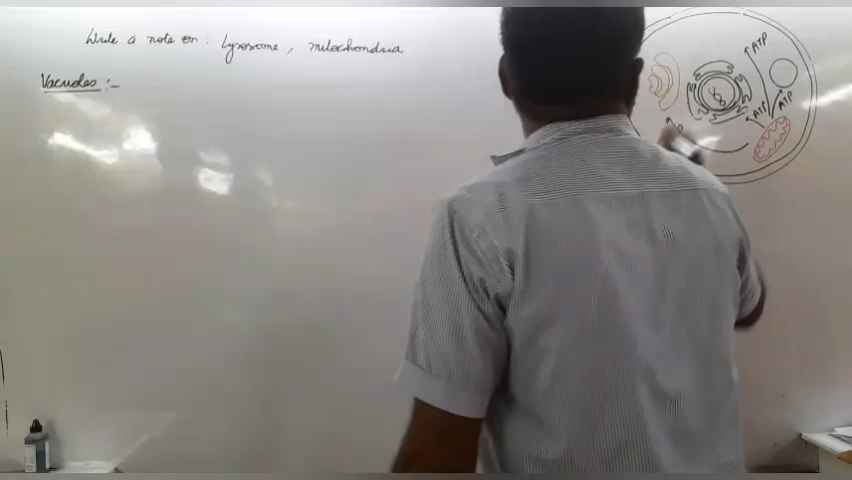 Write a note on : Lysosome, mitochondria
Vacuoles :-
ATP
ATP
ATP